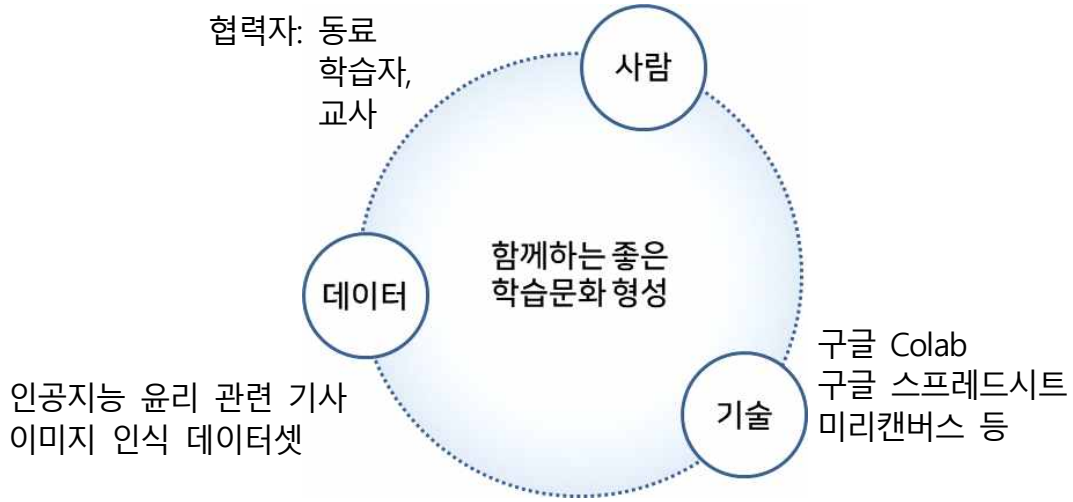 협력자: 동료
학습자,
교사
사람
함께하는 좋은
학습문화 형성
데이터
인공지능 윤리 관련 기사
이미지 인식 데이터셋
기술
구글 Colab
구글 스프레드시트
미리캔버스 등